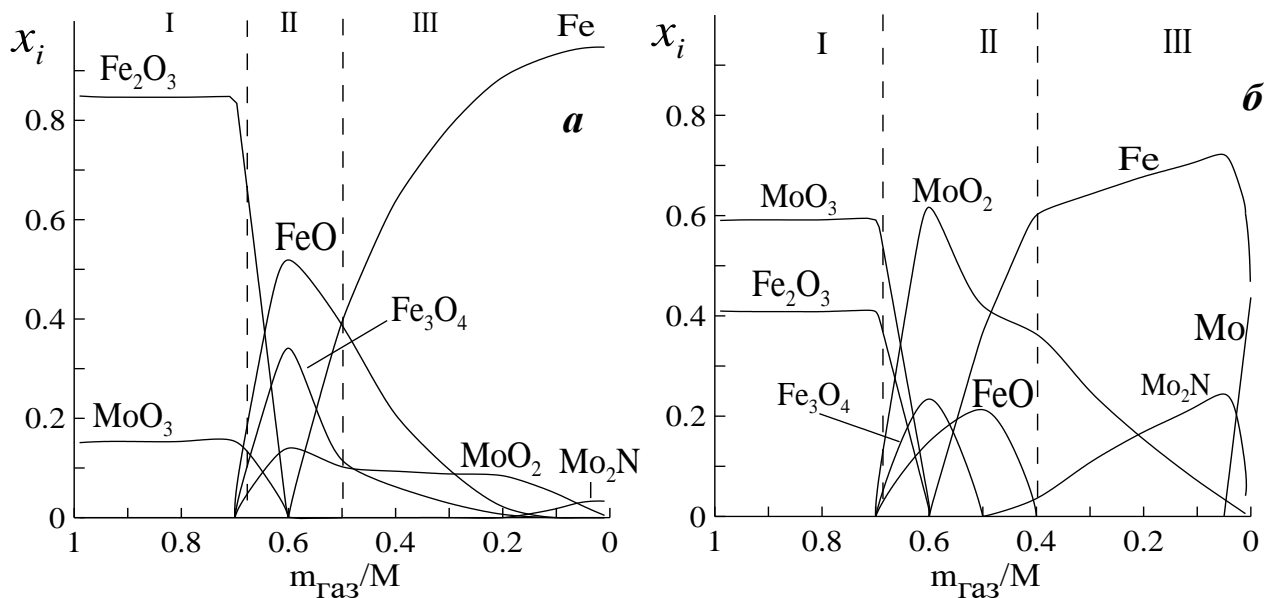 I II III
x_i
Fe
Fe₂O₃
а
0.8
0.6
FeO
Fe₃O₄
0.4
MoO₃
0.2
MoO₂
Mo₂N
0
1 0.8 0.6 0.4 0.2 0
mгаз/M
I II III
x_i
б
0.8
Fe
MoO₃
MoO₂
0.6
Fe₂O₃
0.4
Mo
Fe₃O₄
FeO
Mo₂N
0.2
0
1 0.8 0.6 0.4 0.2 0
mгаз/M